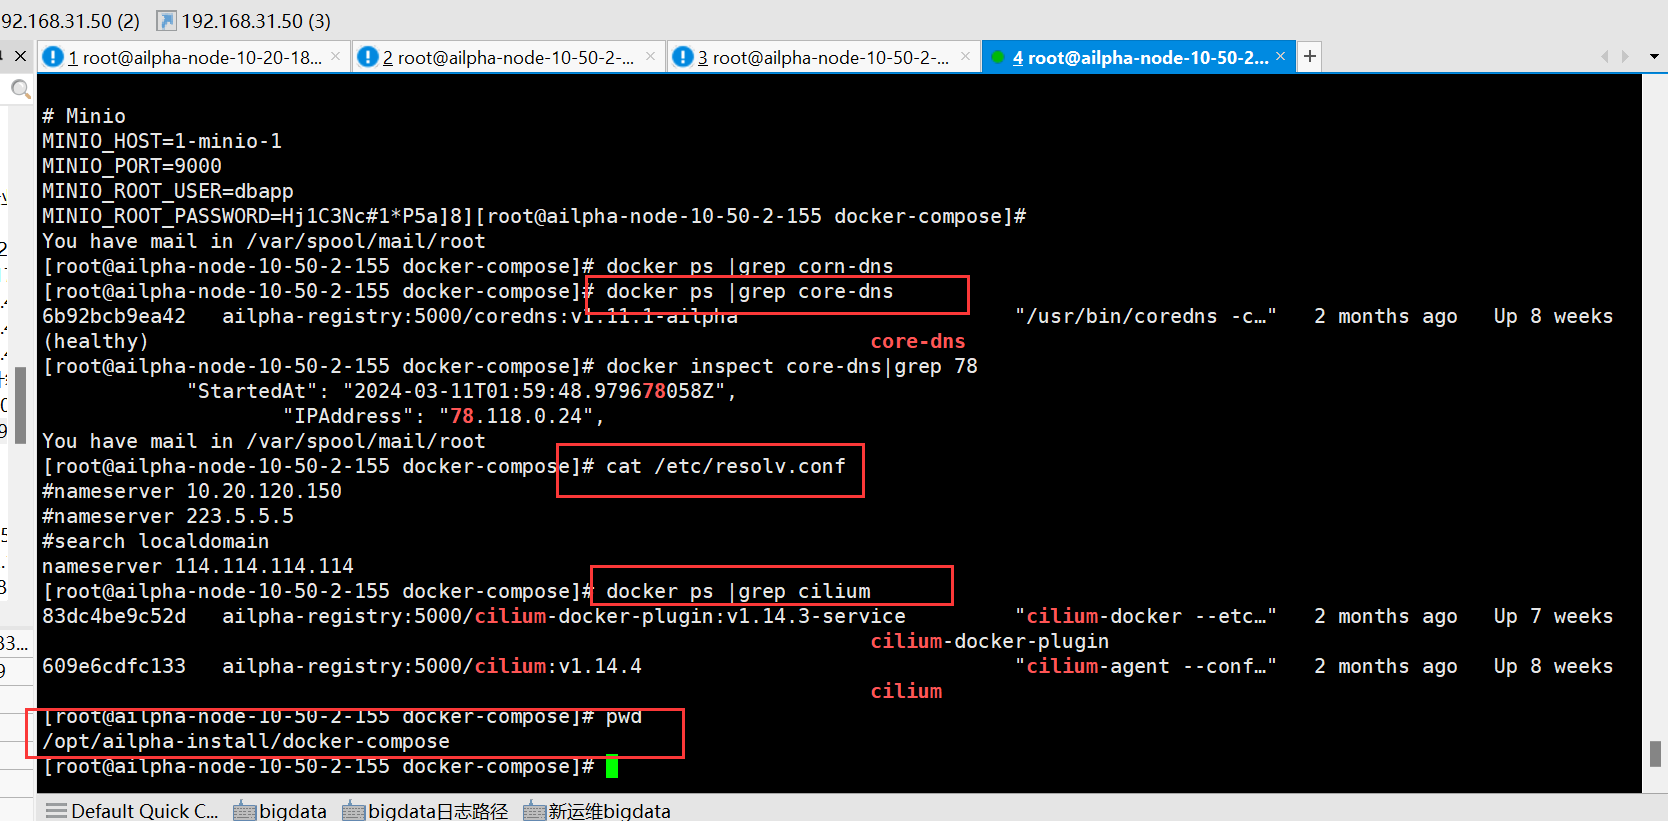 92.168.31.50 (2) 192.168.31.50 (3)
1 root@ailpha-node-10-20-18... 2 root@ailpha-node-10-50-2-... 3 root@ailpha-node-10-50-2-... 4 root@ailpha-node-10-50-2...
# Minio
MINIO_HOST=1-minio-1
MINIO_PORT=9000
MINIO_ROOT_USER=dbapp
MINIO_ROOT_PASSWORD=Hj1C3Nc#1*P5a]8][root@ailpha-node-10-50-2-155 docker-compose]#
You have mail in /var/spool/mail/root
[root@ailpha-node-10-50-2-155 docker-compose]# docker ps |grep corn-dns
[root@ailpha-node-10-50-2-155 docker-compose]# docker ps |grep core-dns
6b92bcb9ea42 ailpha-registry:5000/coredns:v1.11.1-ailpha "/usr/bin/coredns -c…" 2 months ago Up 8 weeks
(healthy) core-dns
[root@ailpha-node-10-50-2-155 docker-compose]# docker inspect core-dns|grep 78
"StartedAt": "2024-03-11T01:59:48.979678058Z",
"IPAddress": "78.118.0.24",
You have mail in /var/spool/mail/root
[root@ailpha-node-10-50-2-155 docker-compose]# cat /etc/resolv.conf
#nameserver 10.20.120.150
#nameserver 223.5.5.5
#search localdomain
nameserver 114.114.114.114
[root@ailpha-node-10-50-2-155 docker-compose]# docker ps |grep cilium
83dc4be9c52d ailpha-registry:5000/cilium-docker-plugin:v1.14.3-service "cilium-docker --etc…" 2 months ago Up 7 weeks
cilium-docker-plugin
609e6cdfc133 ailpha-registry:5000/cilium:v1.14.4 "cilium-agent --conf…" 2 months ago Up 8 weeks
cilium
[root@ailpha-node-10-50-2-155 docker-compose]# pwd
/opt/ailpha-install/docker-compose
[root@ailpha-node-10-50-2-155 docker-compose]#
Default Quick C... bigdata bigdata日志路径 新运维bigdata